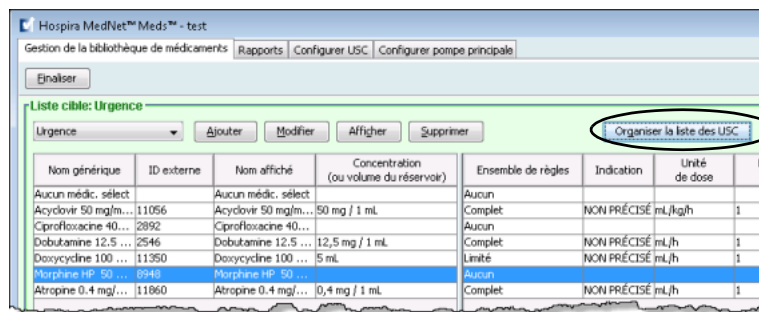 Hospira MedNet™ Meds™ - test
Gestion de la bibliothèque de médicaments Rapports Configurer USC Configurer pompe principale
Finaliser
Liste cible: Urgence
Urgence Ajouter Modifier Afficher Supprimer Organiser la liste des USC
Nom générique ID externe Nom affiché Concentration (ou volume du réservoir) Ensemble de règles Indication Unité de dose
Aucun médic. sélect Aucun médic. sélect Aucun
Acyclovir 50 mg/m... 11056 Acyclovir 50 mg/m... 50 mg / 1 mL Complet NON PRÉCISÉ mL/kg/h 1
Ciprofloxacine 40... 2892 Ciprofloxacine 40... Aucun
Dobutamine 12.5 ... 2546 Dobutamine 12.5 ... 12,5 mg / 1 mL Complet NON PRÉCISÉ mL/h 1
Doxycycline 100 ... 11350 Doxycycline 100 ... 5 mL Limité NON PRÉCISÉ mL/h 1
Morphine HP 50 ... 8948 Morphine HP 50 ... Aucun
Atropine 0.4 mg/... 11860 Atropine 0.4 mg/... 0,4 mg / 1 mL Complet NON PRÉCISÉ mL/h 1